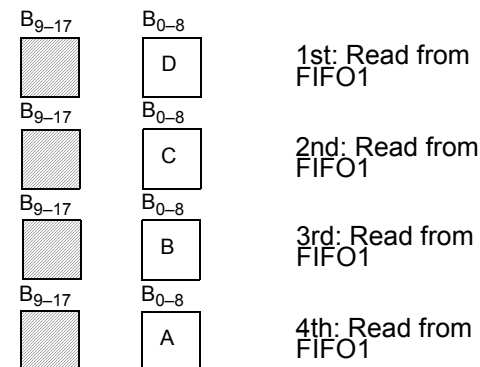 B9–17 B0–8
D 1st: Read from
FIFO1
B9–17 B0–8
C 2nd: Read from
FIFO1
B9–17 B0–8
B 3rd: Read from
FIFO1
B9–17 B0–8
A 4th: Read from
FIFO1